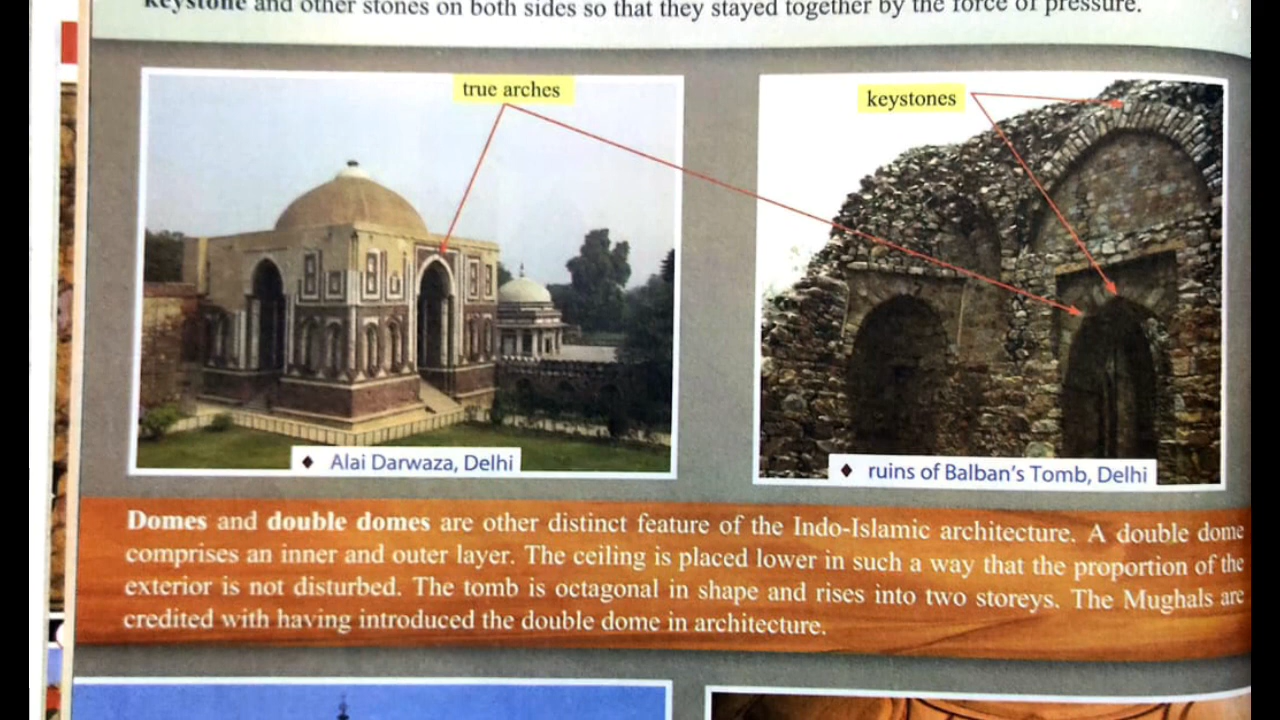 keystone and other stones on both sides so that they stayed together by the force of pressure.
true arches
keystones
♦ Alai Darwaza, Delhi
♦ ruins of Balban's Tomb, Delhi
Domes and double domes are other distinct feature of the Indo-Islamic architecture. A double dome
comprises an inner and outer layer. The ceiling is placed lower in such a way that the proportion of the
exterior is not disturbed. The tomb is octagonal in shape and rises into two storeys. The Mughals are
credited with having introduced the double dome in architecture.